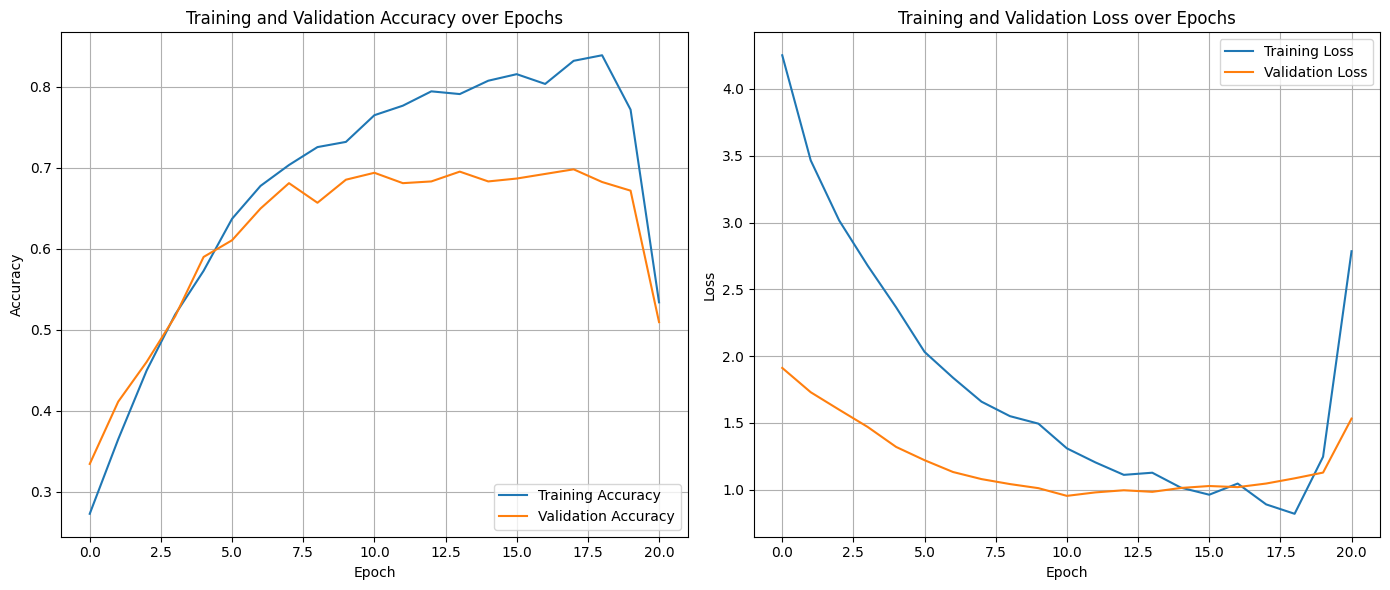 Training and Validation Accuracy over Epochs
Accuracy
0.8
0.7
0.6
0.5
0.4
0.3
Training Accuracy
Validation Accuracy
0.0 2.5 5.0 7.5 10.0 12.5 15.0 17.5 20.0
Epoch
Training and Validation Loss over Epochs
Loss
4.0
3.5
3.0
2.5
2.0
1.5
1.0
Training Loss
Validation Loss
0.0 2.5 5.0 7.5 10.0 12.5 15.0 17.5 20.0
Epoch